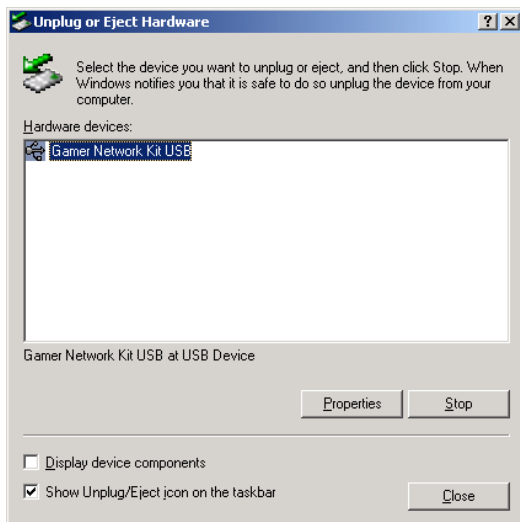 Unplug or Eject Hardware
Select the device you want to unplug or eject, and then click Stop. When
Windows notifies you that it is safe to do so unplug the device from your
computer.
Hardware devices:
Gamer Network Kit USB
Gamer Network Kit USB at USB Device
Properties Stop
Display device components
Show Unplug/Eject icon on the taskbar
Close